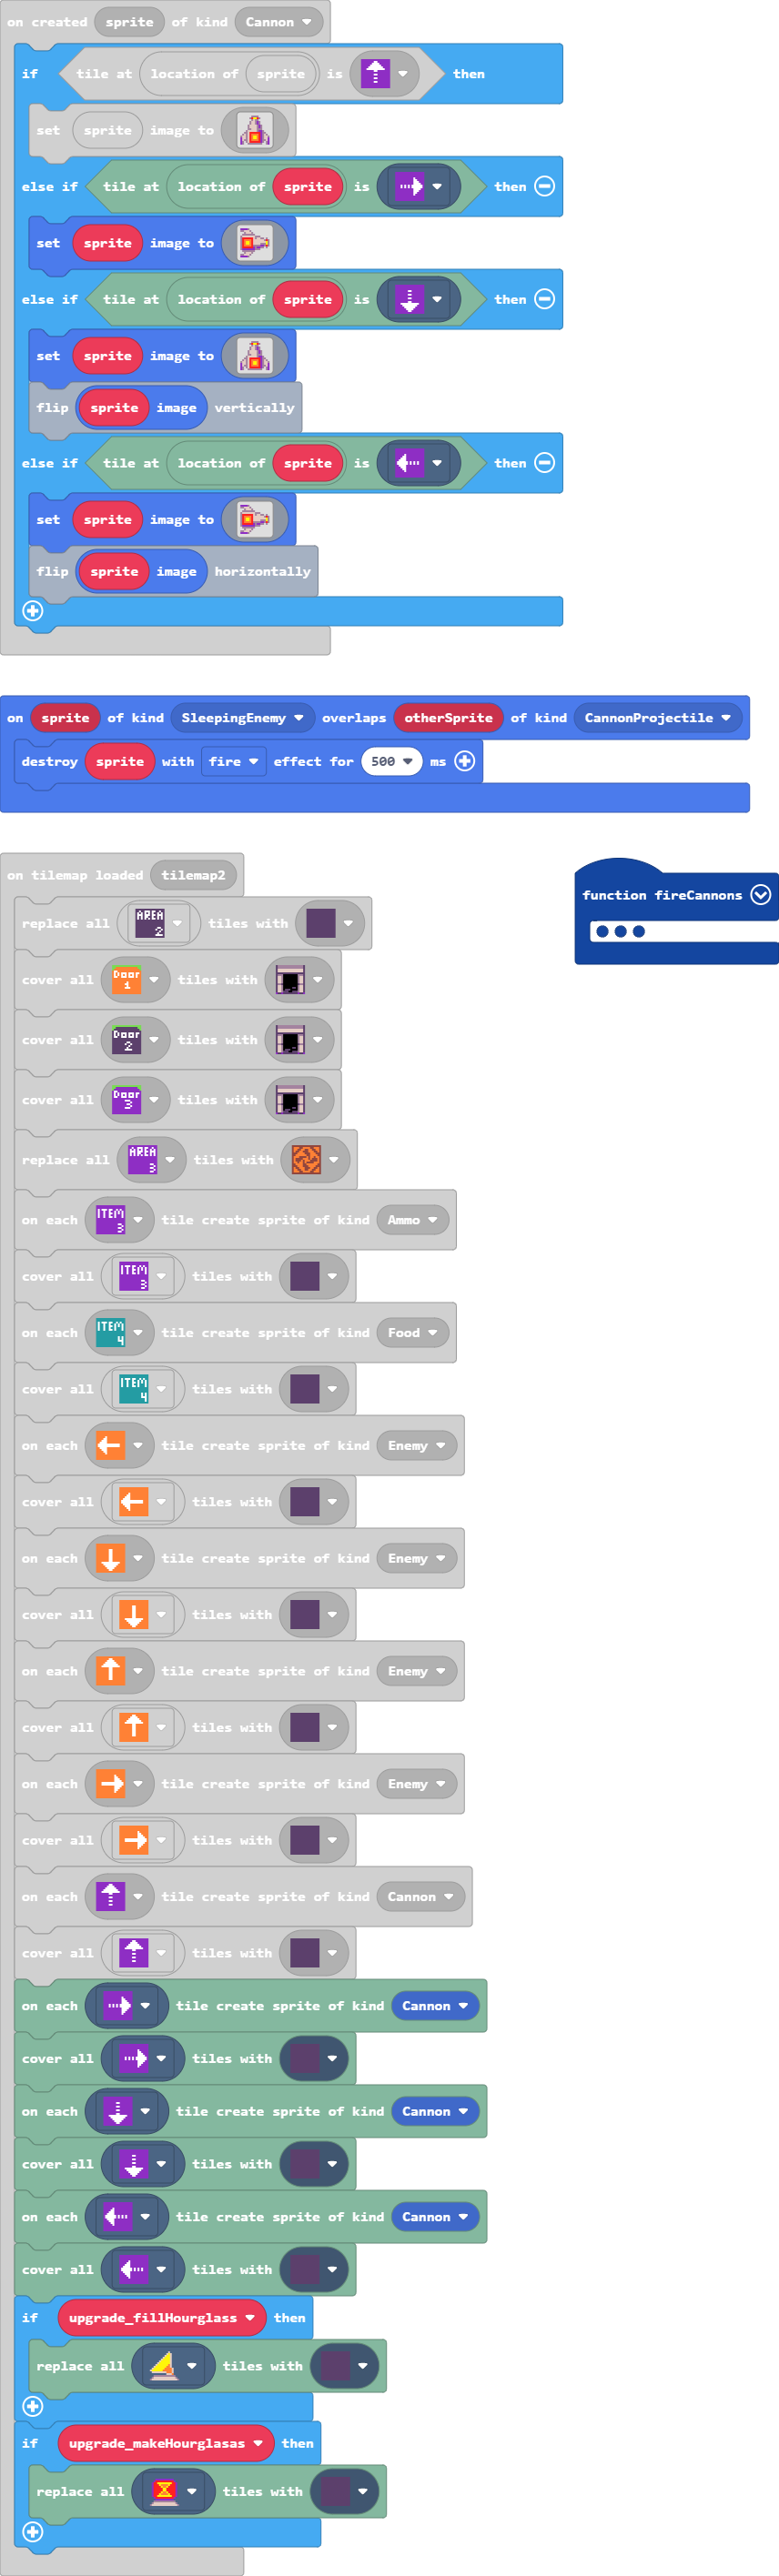 on created sprite of kind Cannon
if tile at location of sprite is then
set sprite image to
else if tile at location of sprite is then
set sprite image to
else if tile at location of sprite is then
set sprite image to
flip sprite image vertically
else if tile at location of sprite is then
set sprite image to
flip sprite image horizontally
on sprite of kind SleepingEnemy overlaps otherSprite of kind CannonProjectile
destroy sprite with fire effect for 500 ms
on tilemap loaded tilemap2
function fireCannons
replace all AREA 2 tiles with
cover all Door 1 tiles with
cover all Door 2 tiles with
cover all Door 3 tiles with
replace all AREA 3 tiles with
on each ITEM 3 tile create sprite of kind Ammo
cover all ITEM 3 tiles with
on each ITEM 4 tile create sprite of kind Food
cover all ITEM 4 tiles with
on each tile create sprite of kind Enemy
cover all tiles with
on each tile create sprite of kind Enemy
cover all tiles with
on each tile create sprite of kind Enemy
cover all tiles with
on each tile create sprite of kind Enemy
cover all tiles with
on each tile create sprite of kind Cannon
cover all tiles with
on each tile create sprite of kind Cannon
cover all tiles with
on each tile create sprite of kind Cannon
cover all tiles with
on each tile create sprite of kind Cannon
cover all tiles with
if upgrade_fillHourglass then
replace all tiles with
if upgrade_makeHourglasas then
replace all tiles with